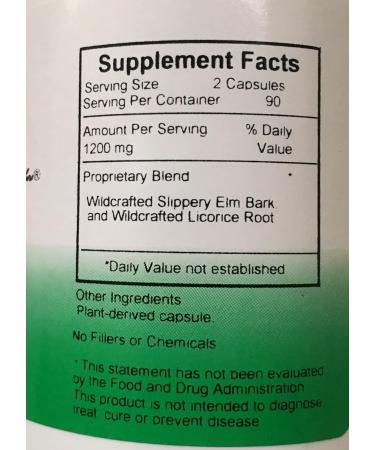 Supplement Facts
Serving Size 2 Capsules
Serving Per Container 90
Amount Per Serving % Daily
1200 mg Value
Proprietary Blend *
Wildcrafted Slippery Elm Bark
and Wildcrafted Licorice Root
*Daily Value not established
Other Ingredients
Plant-derived capsule.
No Fillers or Chemicals
* This statement has not been evaluated
by the Food and Drug Administration
This product is not intended to diagnose
treat cure or prevent disease